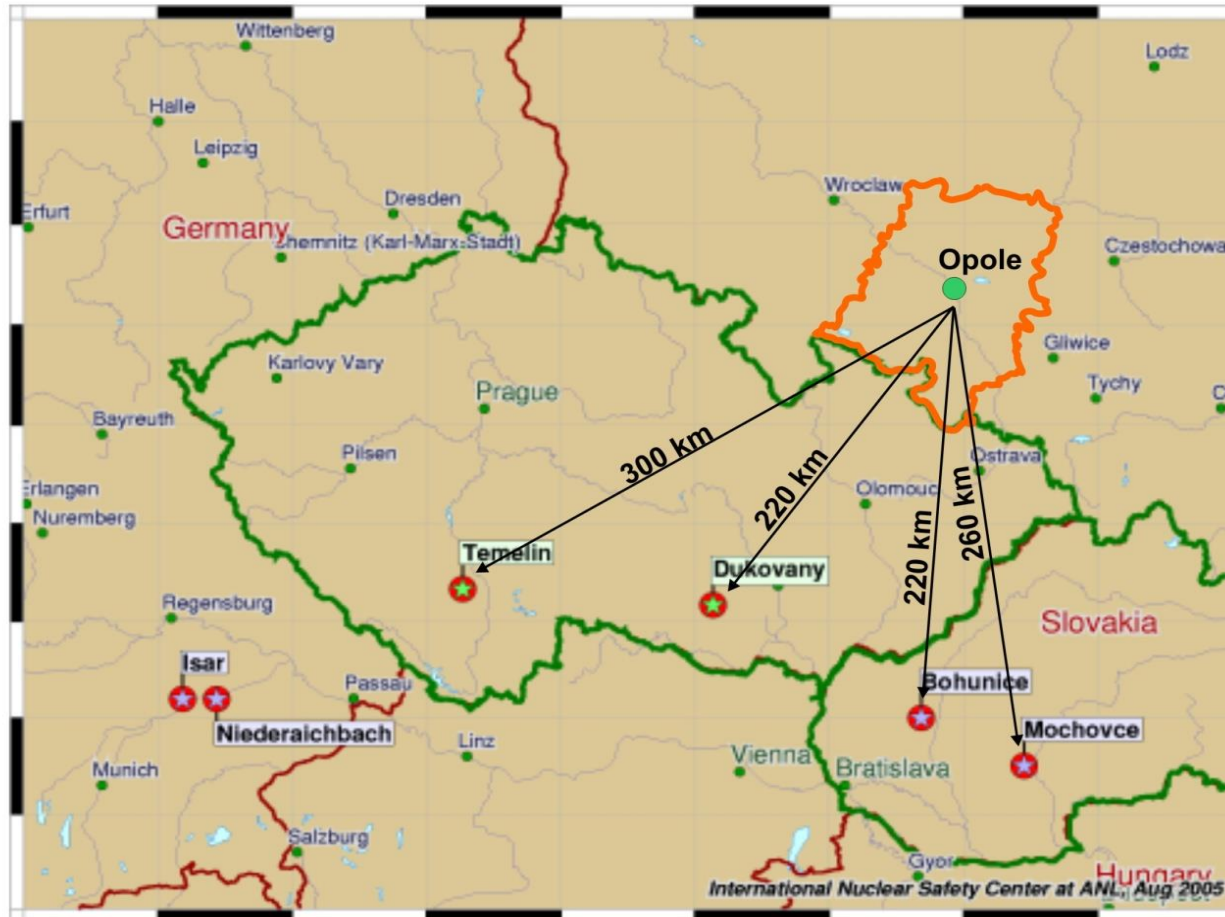 Wittenberg
Lodz
Halle
Leipzig
Wroclaw
Dresden
Erfurt
Germany
Chemnitz (Karl-Marx-Stadt)
Czestochowa
Opole
Gliwice
Karlovy Vary
Tychy
Prague
Bayreuth
300 km
Pilsen
220 km
Ostrava
Erlangen
Olomouc
Nuremberg
220 km
260 km
Temelin
Dukovany
Regensburg
Slovakia
Isar
Passau
Bohunice
Niederaichbach
Mochovce
Linz
Vienna
Bratislava
Munich
Salzburg
Gyor
Hungary
International Nuclear Safety Center at ANL, Aug 2005